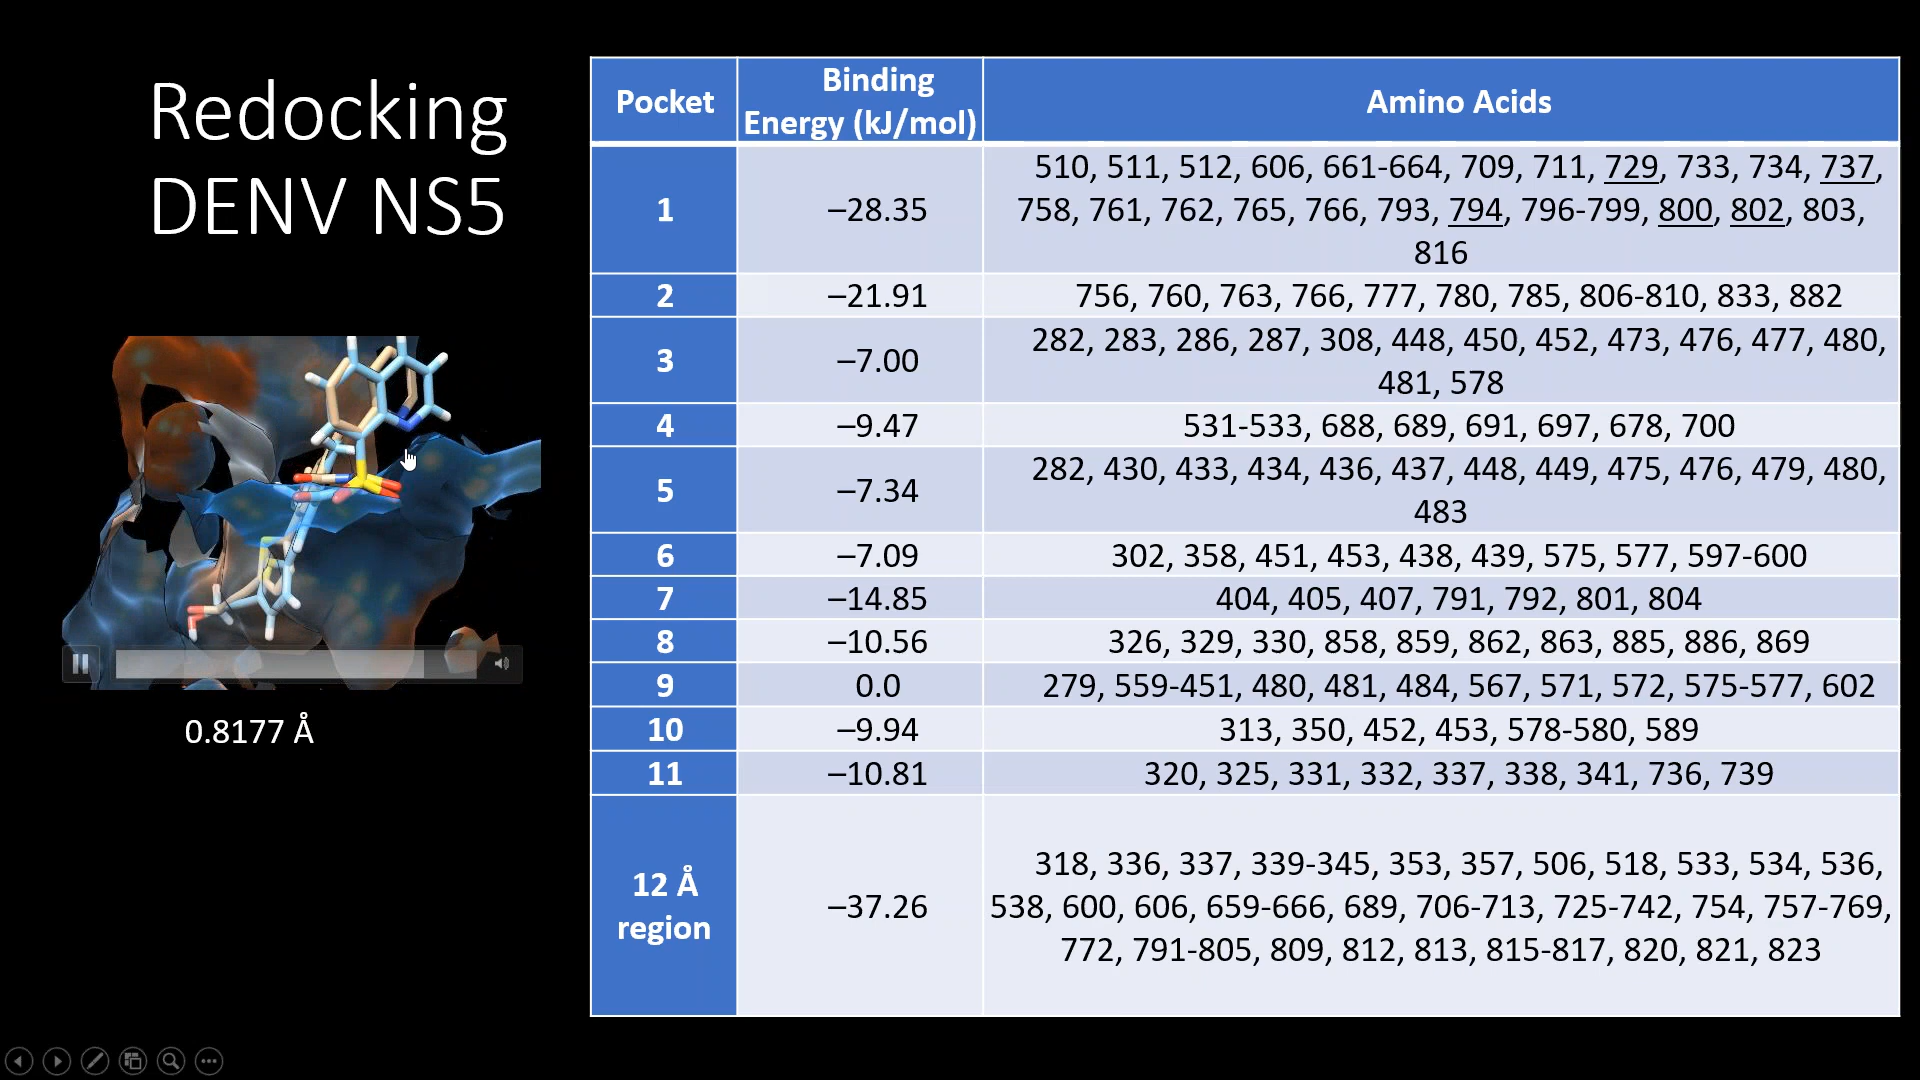 Redocking
DENV NS5
0.8177 Å
Pocket
Binding
Energy (kJ/mol)
Amino Acids
1
–28.35
510, 511, 512, 606, 661-664, 709, 711, 729, 733, 734, 737,
758, 761, 762, 765, 766, 793, 794, 796-799, 800, 802, 803,
816
2
–21.91
756, 760, 763, 766, 777, 780, 785, 806-810, 833, 882
3
–7.00
282, 283, 286, 287, 308, 448, 450, 452, 473, 476, 477, 480,
481, 578
4
–9.47
531-533, 688, 689, 691, 697, 678, 700
5
–7.34
282, 430, 433, 434, 436, 437, 448, 449, 475, 476, 479, 480,
483
6
–7.09
302, 358, 451, 453, 438, 439, 575, 577, 597-600
7
–14.85
404, 405, 407, 791, 792, 801, 804
8
–10.56
326, 329, 330, 858, 859, 862, 863, 885, 886, 869
9
0.0
279, 559-451, 480, 481, 484, 567, 571, 572, 575-577, 602
10
–9.94
313, 350, 452, 453, 578-580, 589
11
–10.81
320, 325, 331, 332, 337, 338, 341, 736, 739
12 Å
region
–37.26
318, 336, 337, 339-345, 353, 357, 506, 518, 533, 534, 536,
538, 600, 606, 659-666, 689, 706-713, 725-742, 754, 757-769,
772, 791-805, 809, 812, 813, 815-817, 820, 821, 823